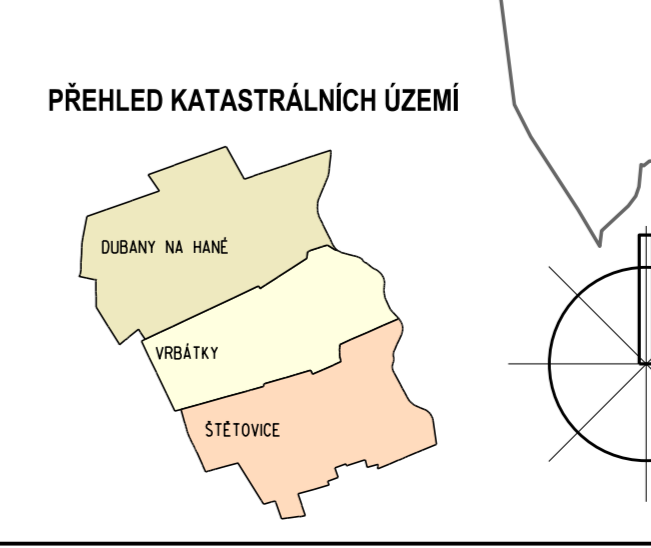 PŘEHLED KATASTRÁLNÍCH ÚZEMÍ
DUBANY NA HANÉ
VRBÁTKY
ŠTĚTOVICE